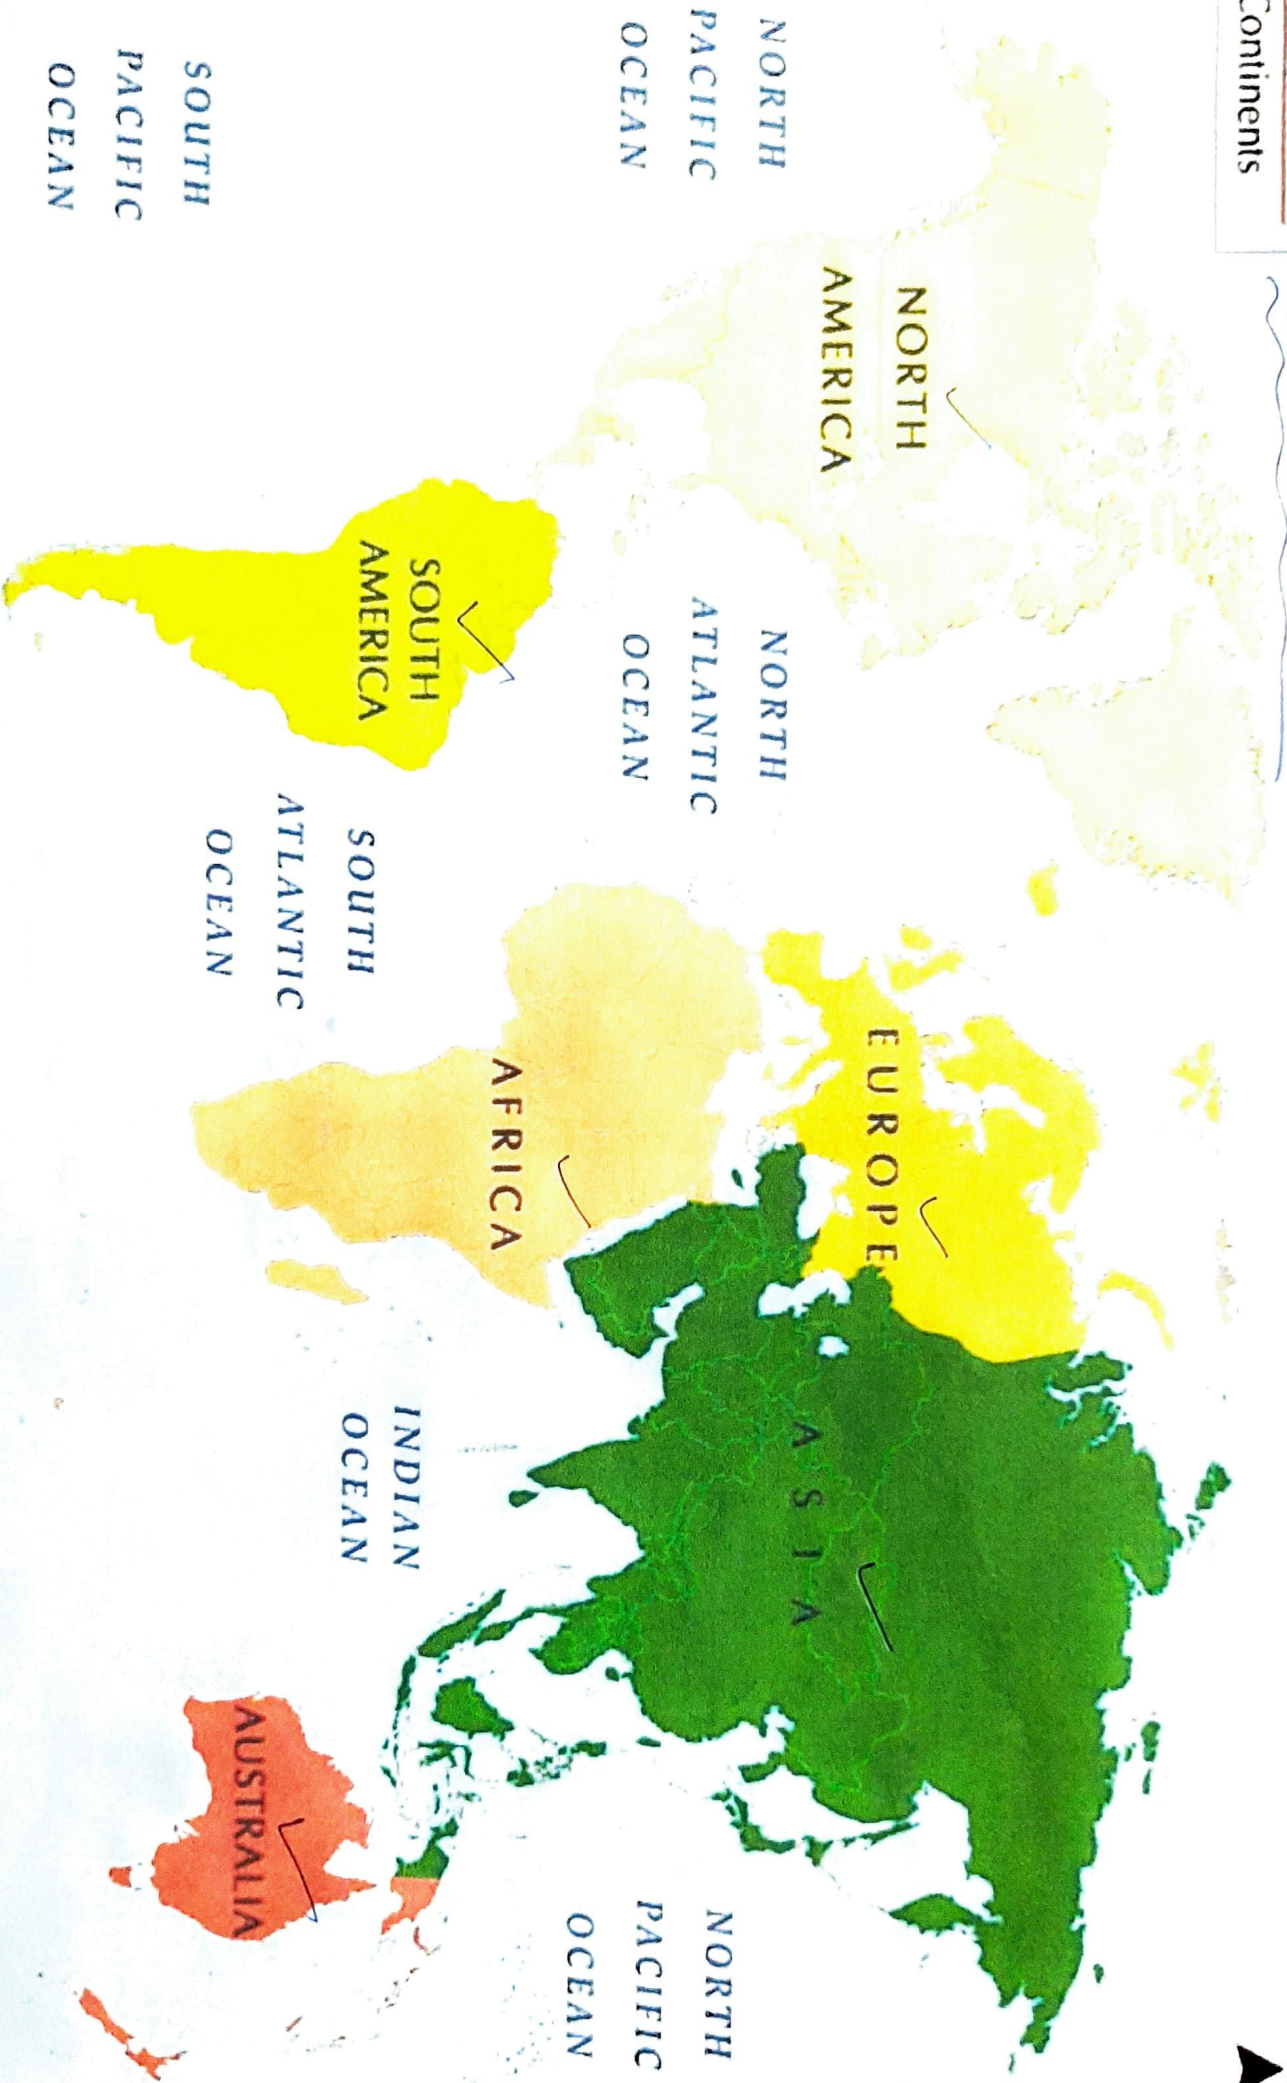 Continents
NORTH
AMERICA
EUROPE
ASIA
NORTH
PACIFIC
OCEAN
NORTH
ATLANTIC
OCEAN
NORTH
PACIFIC
OCEAN
AFRICA
SOUTH
AMERICA
SOUTH
PACIFIC
OCEAN
SOUTH
ATLANTIC
OCEAN
INDIAN
OCEAN
AUSTRALIA